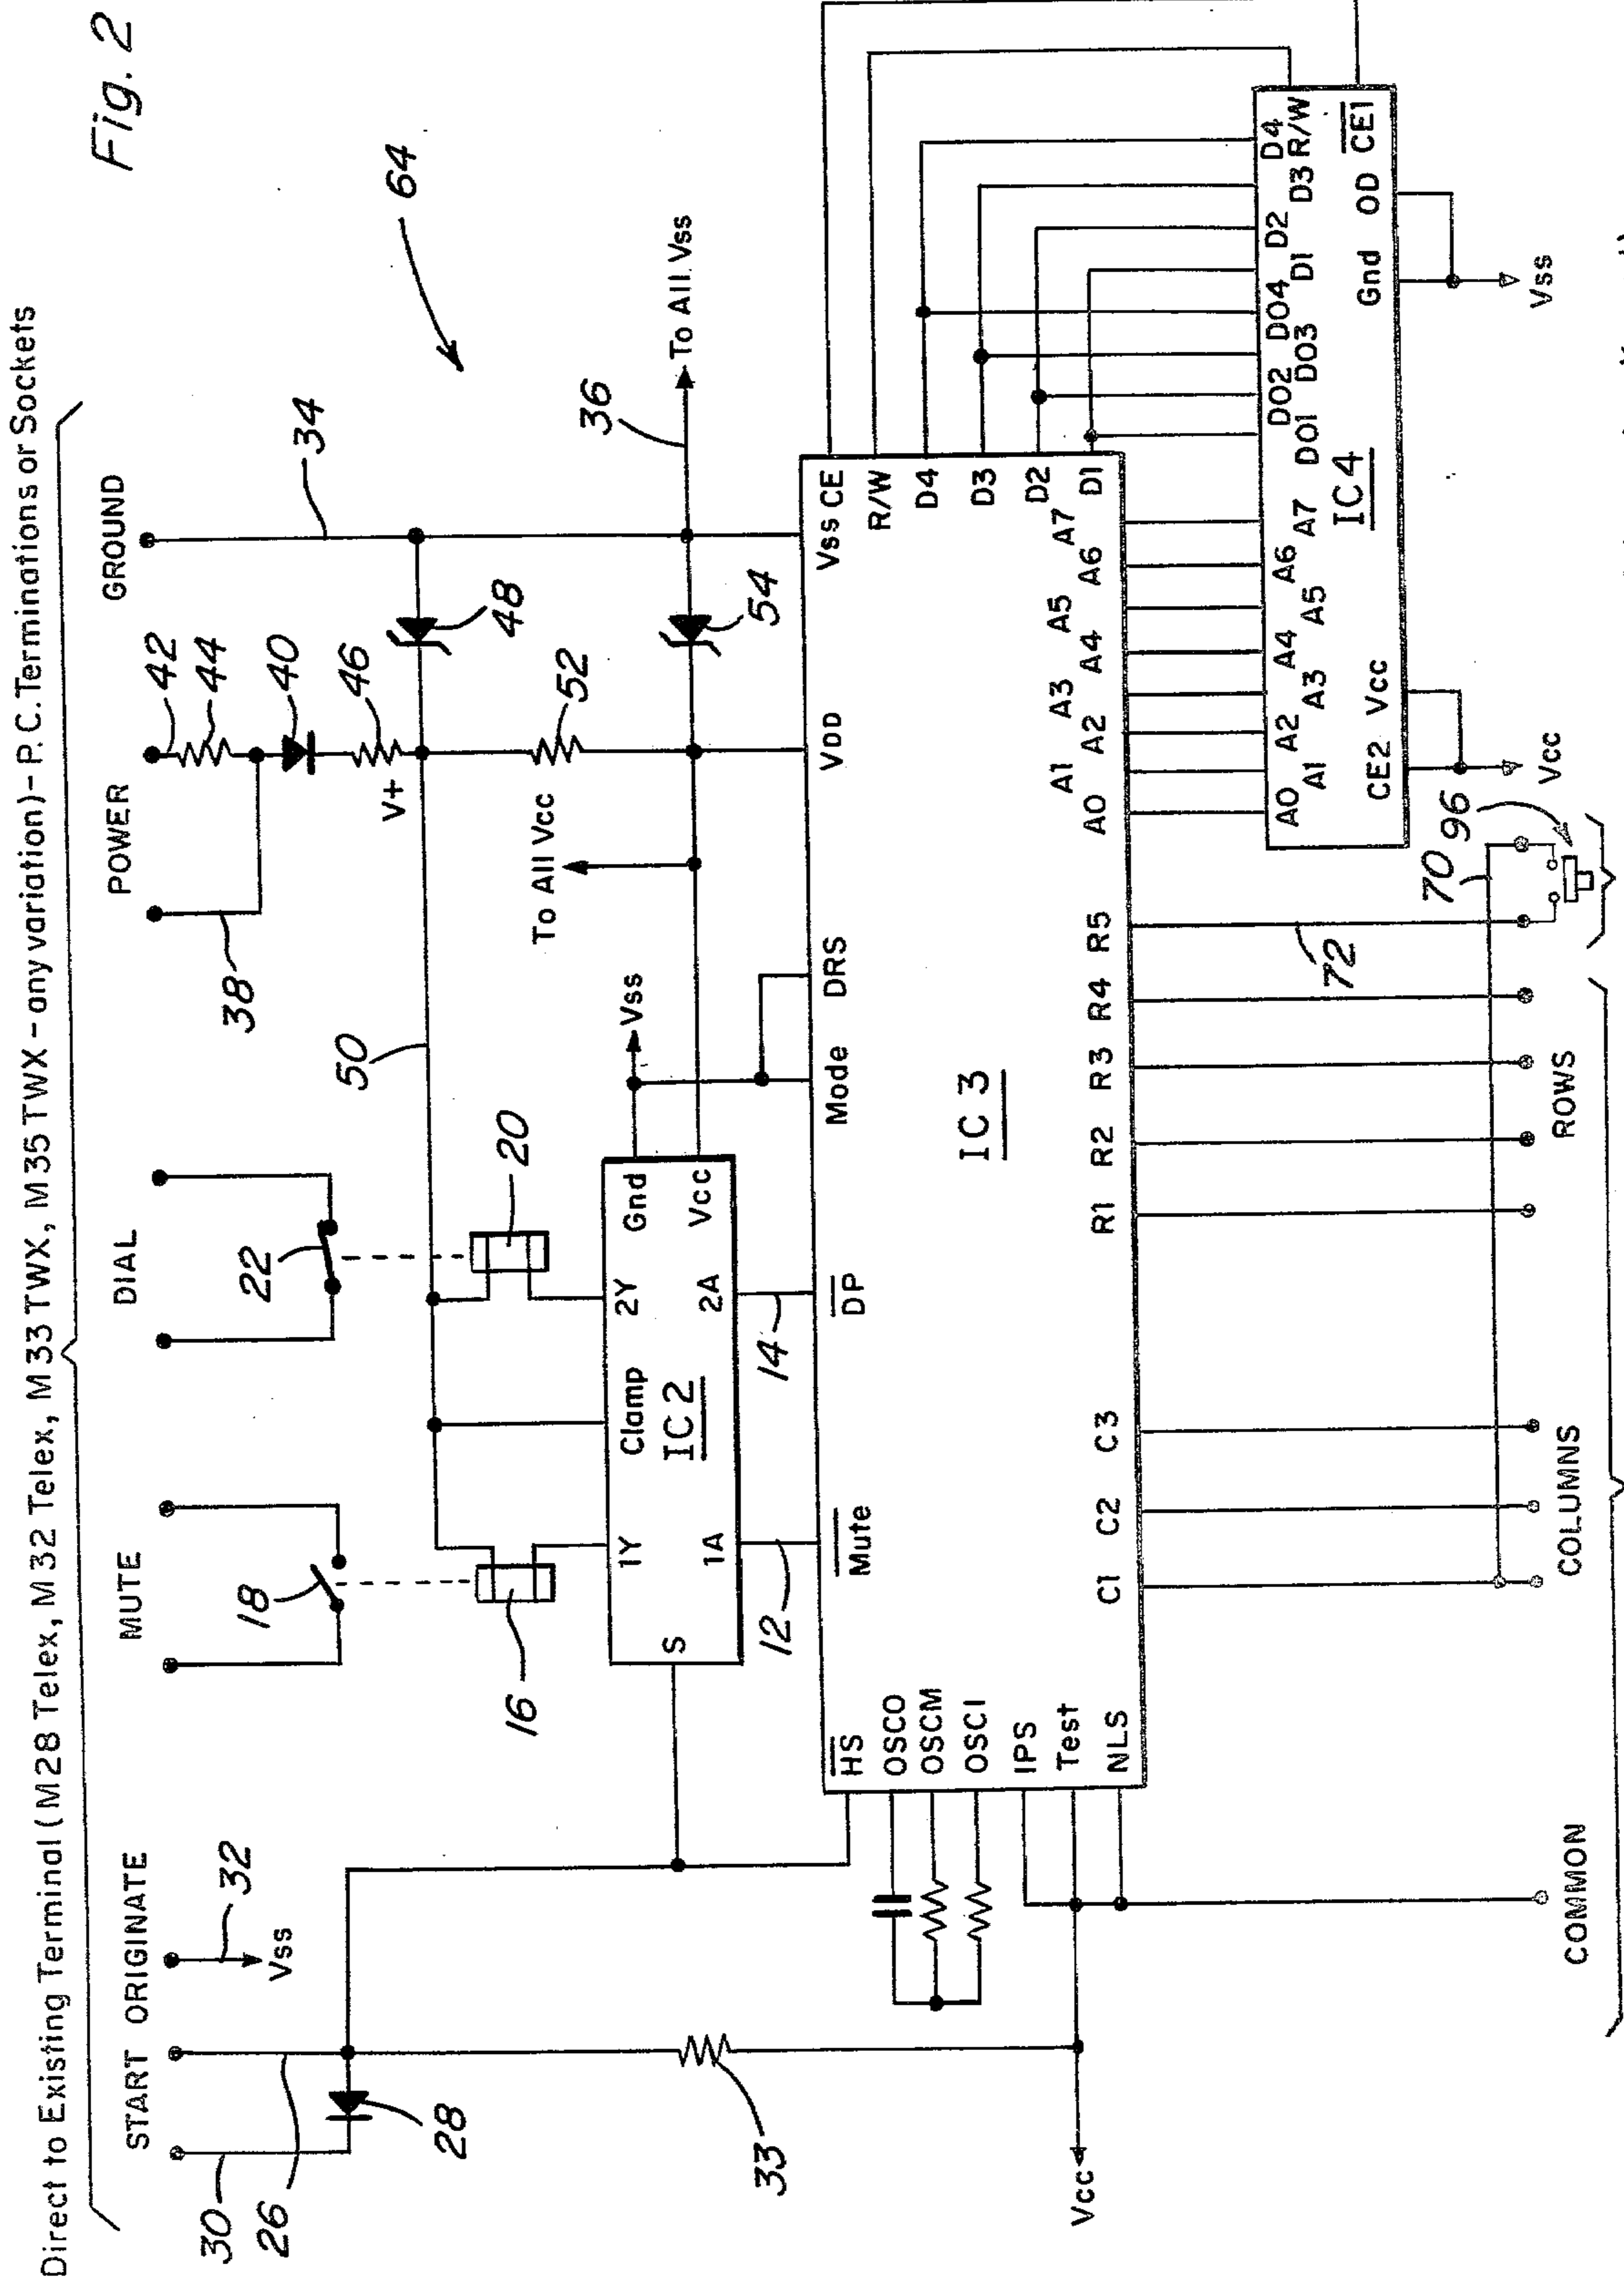 Fig. 2
Direct to Existing Terminal (M28 Telex, M32 Telex, M33 TWX, M35 TWX - any variation) - P.C. Terminations or Sockets
START ORIGINATE MUTE DIAL POWER GROUND
30 26 28 32 18 22 38 42 44 40 46 34
64
Vss
V+
50 48
16 20 52
36
To All Vss
To All Vcc
54
33
S 1Y Clamp 2Y Gnd
IC2
1A 2A Vcc
Vss
12 14
HS Mute DP Mode DRS VDD Vss CE
OSCO R/W
OSCM D4
OSCI D3
IPS D2
Test D1
NLS
IC 3
Vcc
C1 C2 C3 R1 R2 R3 R4 R5
A0 A1 A2 A3 A4 A5 A6 A7
A0 A1 A2 A3 A4 A5 A6 A7 DO1 DO2 DO3 DO4 D1 D2 D3 D4 R/W
IC4
CE2 Vcc Gnd OD CE1
Vcc Vss
72 70 96
COMMON COLUMNS ROWS